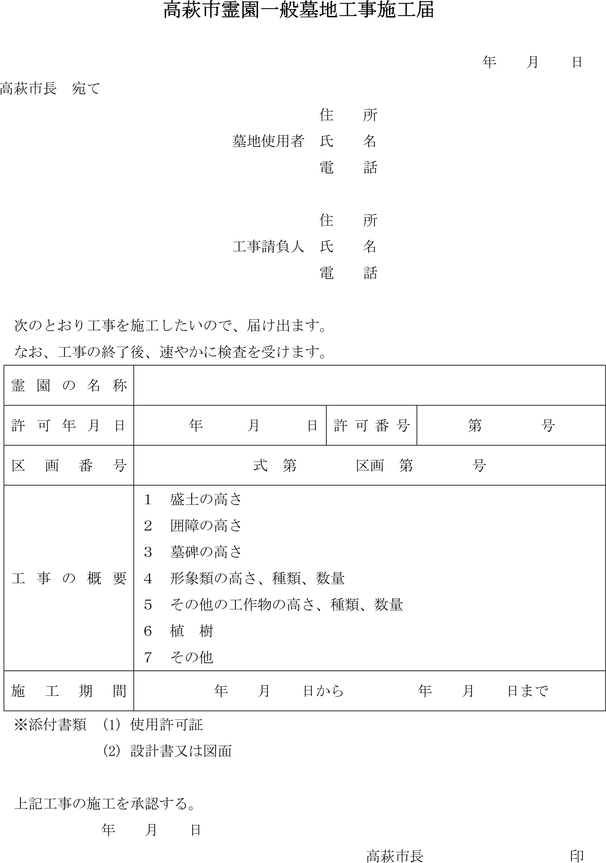 高萩市霊園一般墓地工事施工届
年　　月　　日
高萩市長　宛て
住　　所
墓地使用者　氏　　名
電　　話
住　　所
工事請負人　氏　　名
電　　話
次のとおり工事を施工したいので、届け出ます。
なお、工事の終了後、速やかに検査を受けます。
霊園の名称
許可年月日　年　　月　　日　許可番号　第　　号
区画番号　式　第　　区画　第　　号
工事の概要
1　盛土の高さ
2　囲障の高さ
3　墓碑の高さ
4　形象類の高さ、種類、数量
5　その他の工作物の高さ、種類、数量
6　植　樹
7　その他
施工期間　年　　月　　日から　　年　　月　　日まで
※添付書類　(1) 使用許可証
(2) 設計書又は図面
上記工事の施工を承認する。
年　　月　　日
高萩市長　　印